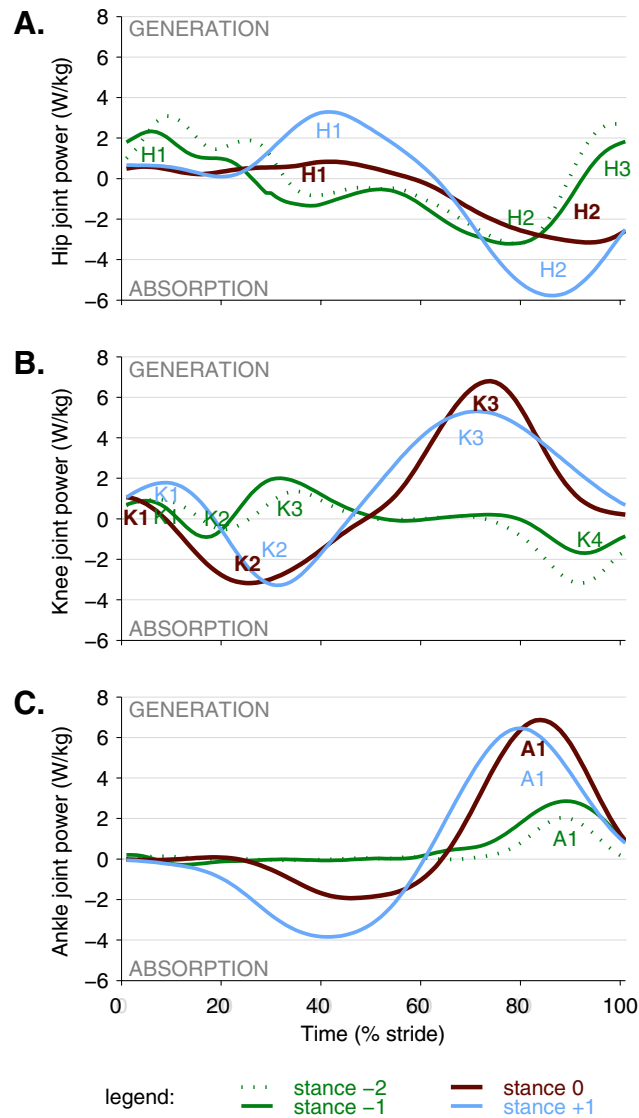 A.
8
6
4
2
0
−2
−4
−6
Hip joint power (W/kg)
GENERATION
H1
H1
H1
H2
H2
H2
H3
ABSORPTION
B.
8
6
4
2
0
−2
−4
−6
Knee joint power (W/kg)
GENERATION
K1
K1
K1
K2
K2
K2
K3
K3
K3
K4
ABSORPTION
C.
8
6
4
2
0
−2
−4
−6
Ankle joint power (W/kg)
GENERATION
A1
A1
A1
ABSORPTION
0 20 40 60 80 100
Time (% stride)
legend:
stance −2
stance −1
stance 0
stance +1